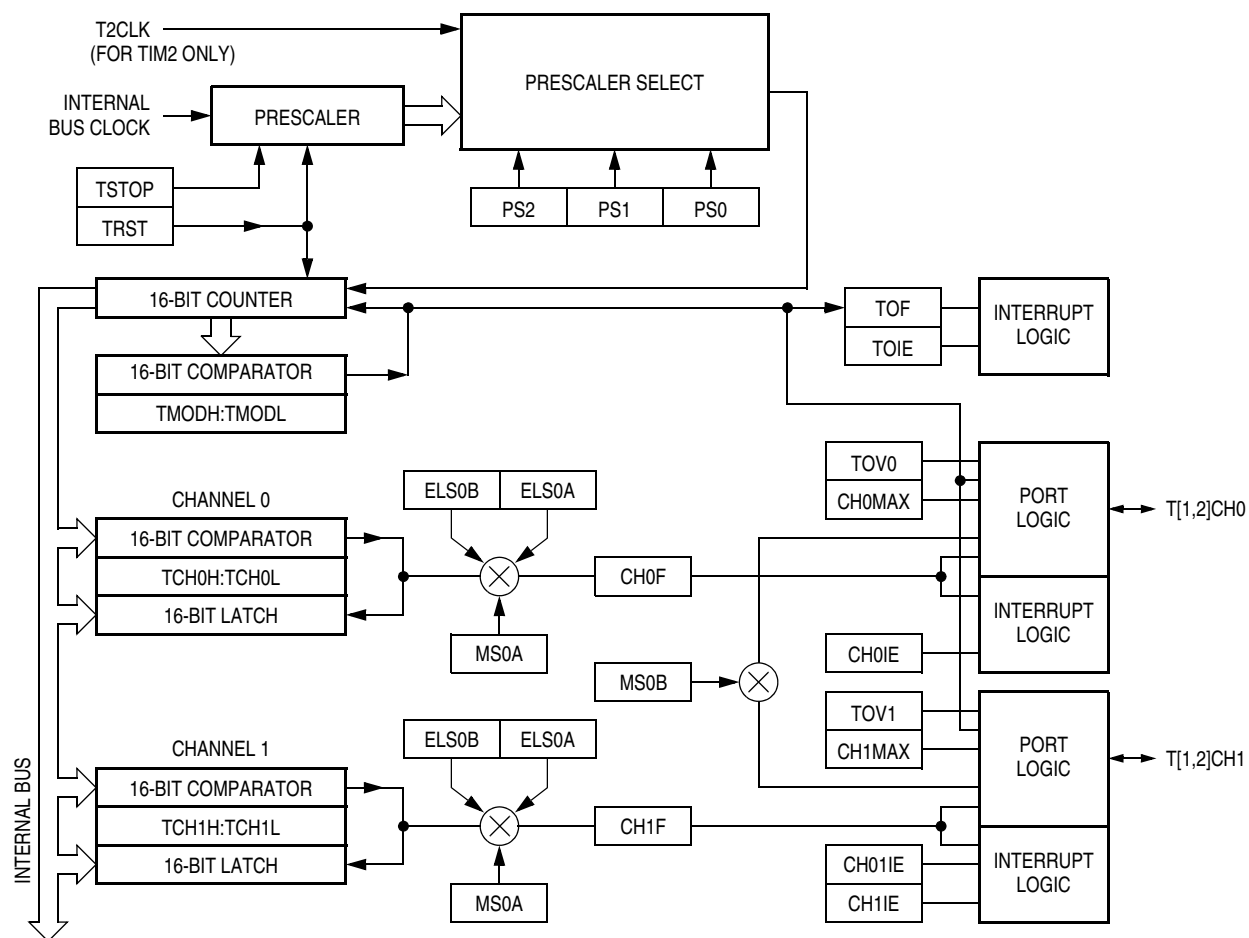 T2CLK
(FOR TIM2 ONLY)
PRESCALER SELECT
INTERNAL
BUS CLOCK
PRESCALER
TSTOP
TRST
PS2
PS1
PS0
16-BIT COUNTER
TOF
TOIE
INTERRUPT
LOGIC
16-BIT COMPARATOR
TMODH:TMODL
CHANNEL 0
16-BIT COMPARATOR
TCH0H:TCH0L
16-BIT LATCH
ELS0B
ELS0A
MS0A
CH0F
TOV0
CH0MAX
PORT
LOGIC
T[1,2]CH0
INTERRUPT
LOGIC
CH0IE
MS0B
CHANNEL 1
16-BIT COMPARATOR
TCH1H:TCH1L
16-BIT LATCH
ELS0B
ELS0A
MS0A
CH1F
TOV1
CH1MAX
PORT
LOGIC
T[1,2]CH1
INTERRUPT
LOGIC
CH01IE
CH1IE
INTERNAL BUS